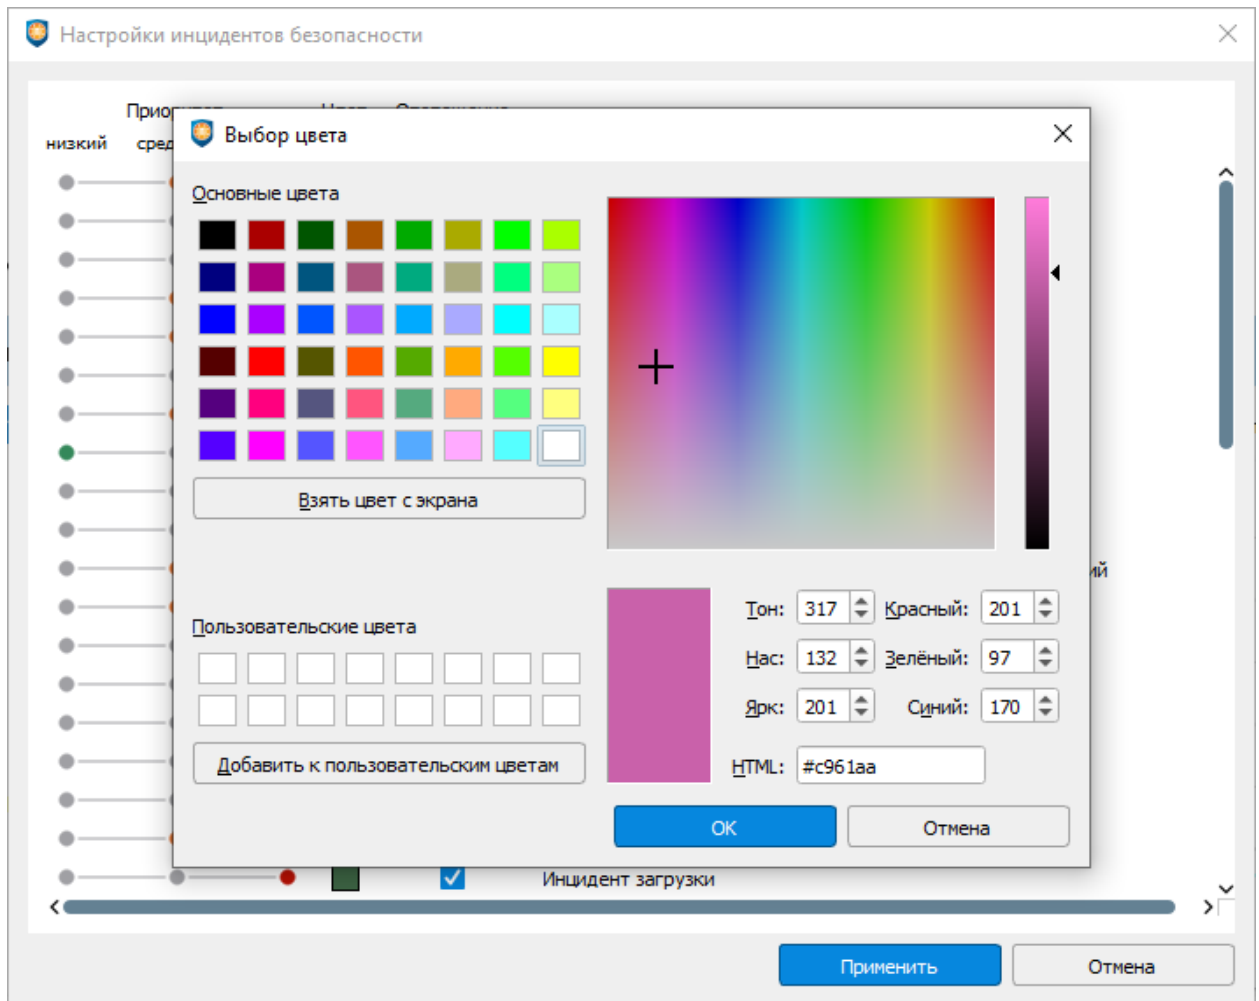 Настройки инцидентов безопасности
низкий
Выбор цвета
Основные цвета
Взять цвет с экрана
Пользовательские цвета
Добавить к пользовательским цветам
Тон: 317 Красный: 201
Нас: 132 Зелёный: 97
Ярк: 201 Синий: 170
HTML: #c961aa
OK Отмена
Инцидент загрузки
Применить Отмена